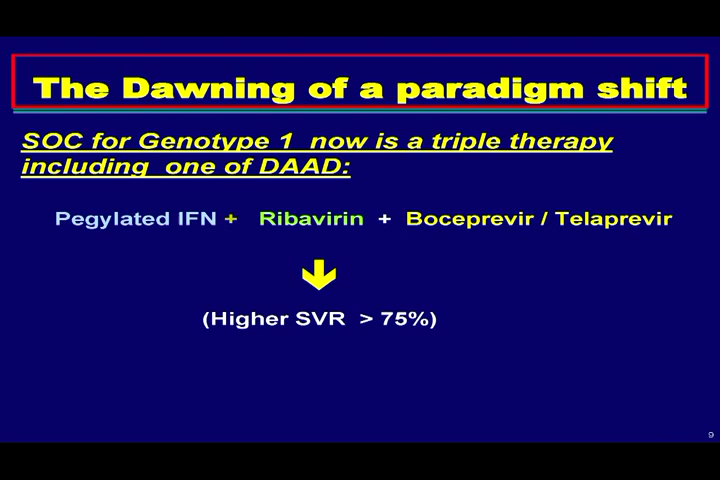 The Dawning of a paradigm shift
SOC for Genotype 1 now is a triple therapy
including one of DAAD:
Pegylated IFN + Ribavirin + Boceprevir / Telaprevir
(Higher SVR > 75%)
9